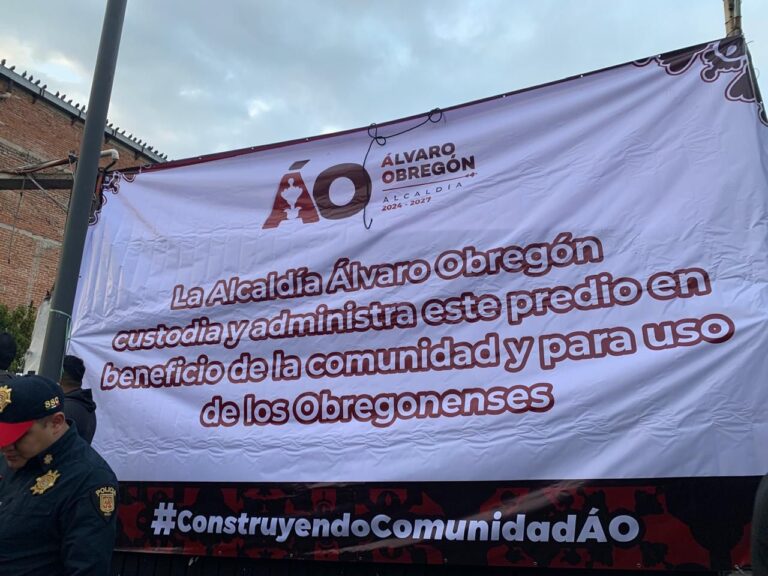 ÁO
ÁLVARO
OBREGÓN
ALCALDÍA
2024 - 2027
La Alcaldía Álvaro Obregón
custodia y administra este predio en
beneficio de la comunidad y para uso
de los Obregonenses
#ConstruyendoComunidadÁO